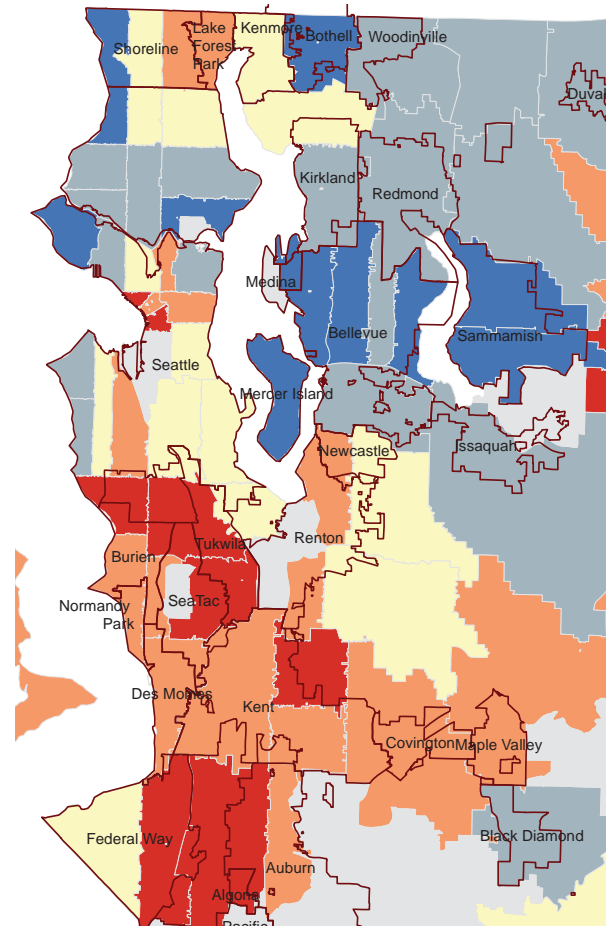 Shoreline
Lake
Forest
Park
Kenmore
Bothell
Woodinville
Duval
Kirkland
Redmond
Medina
Bellevue
Sammamish
Seattle
Mercer Island
Newcastle
Issaquah
Renton
Burien
Tukwila
SeaTac
Normandy
Park
Des Moines
Kent
Covington
Maple Valley
Federal Way
Black Diamond
Auburn
Algona
Pacific